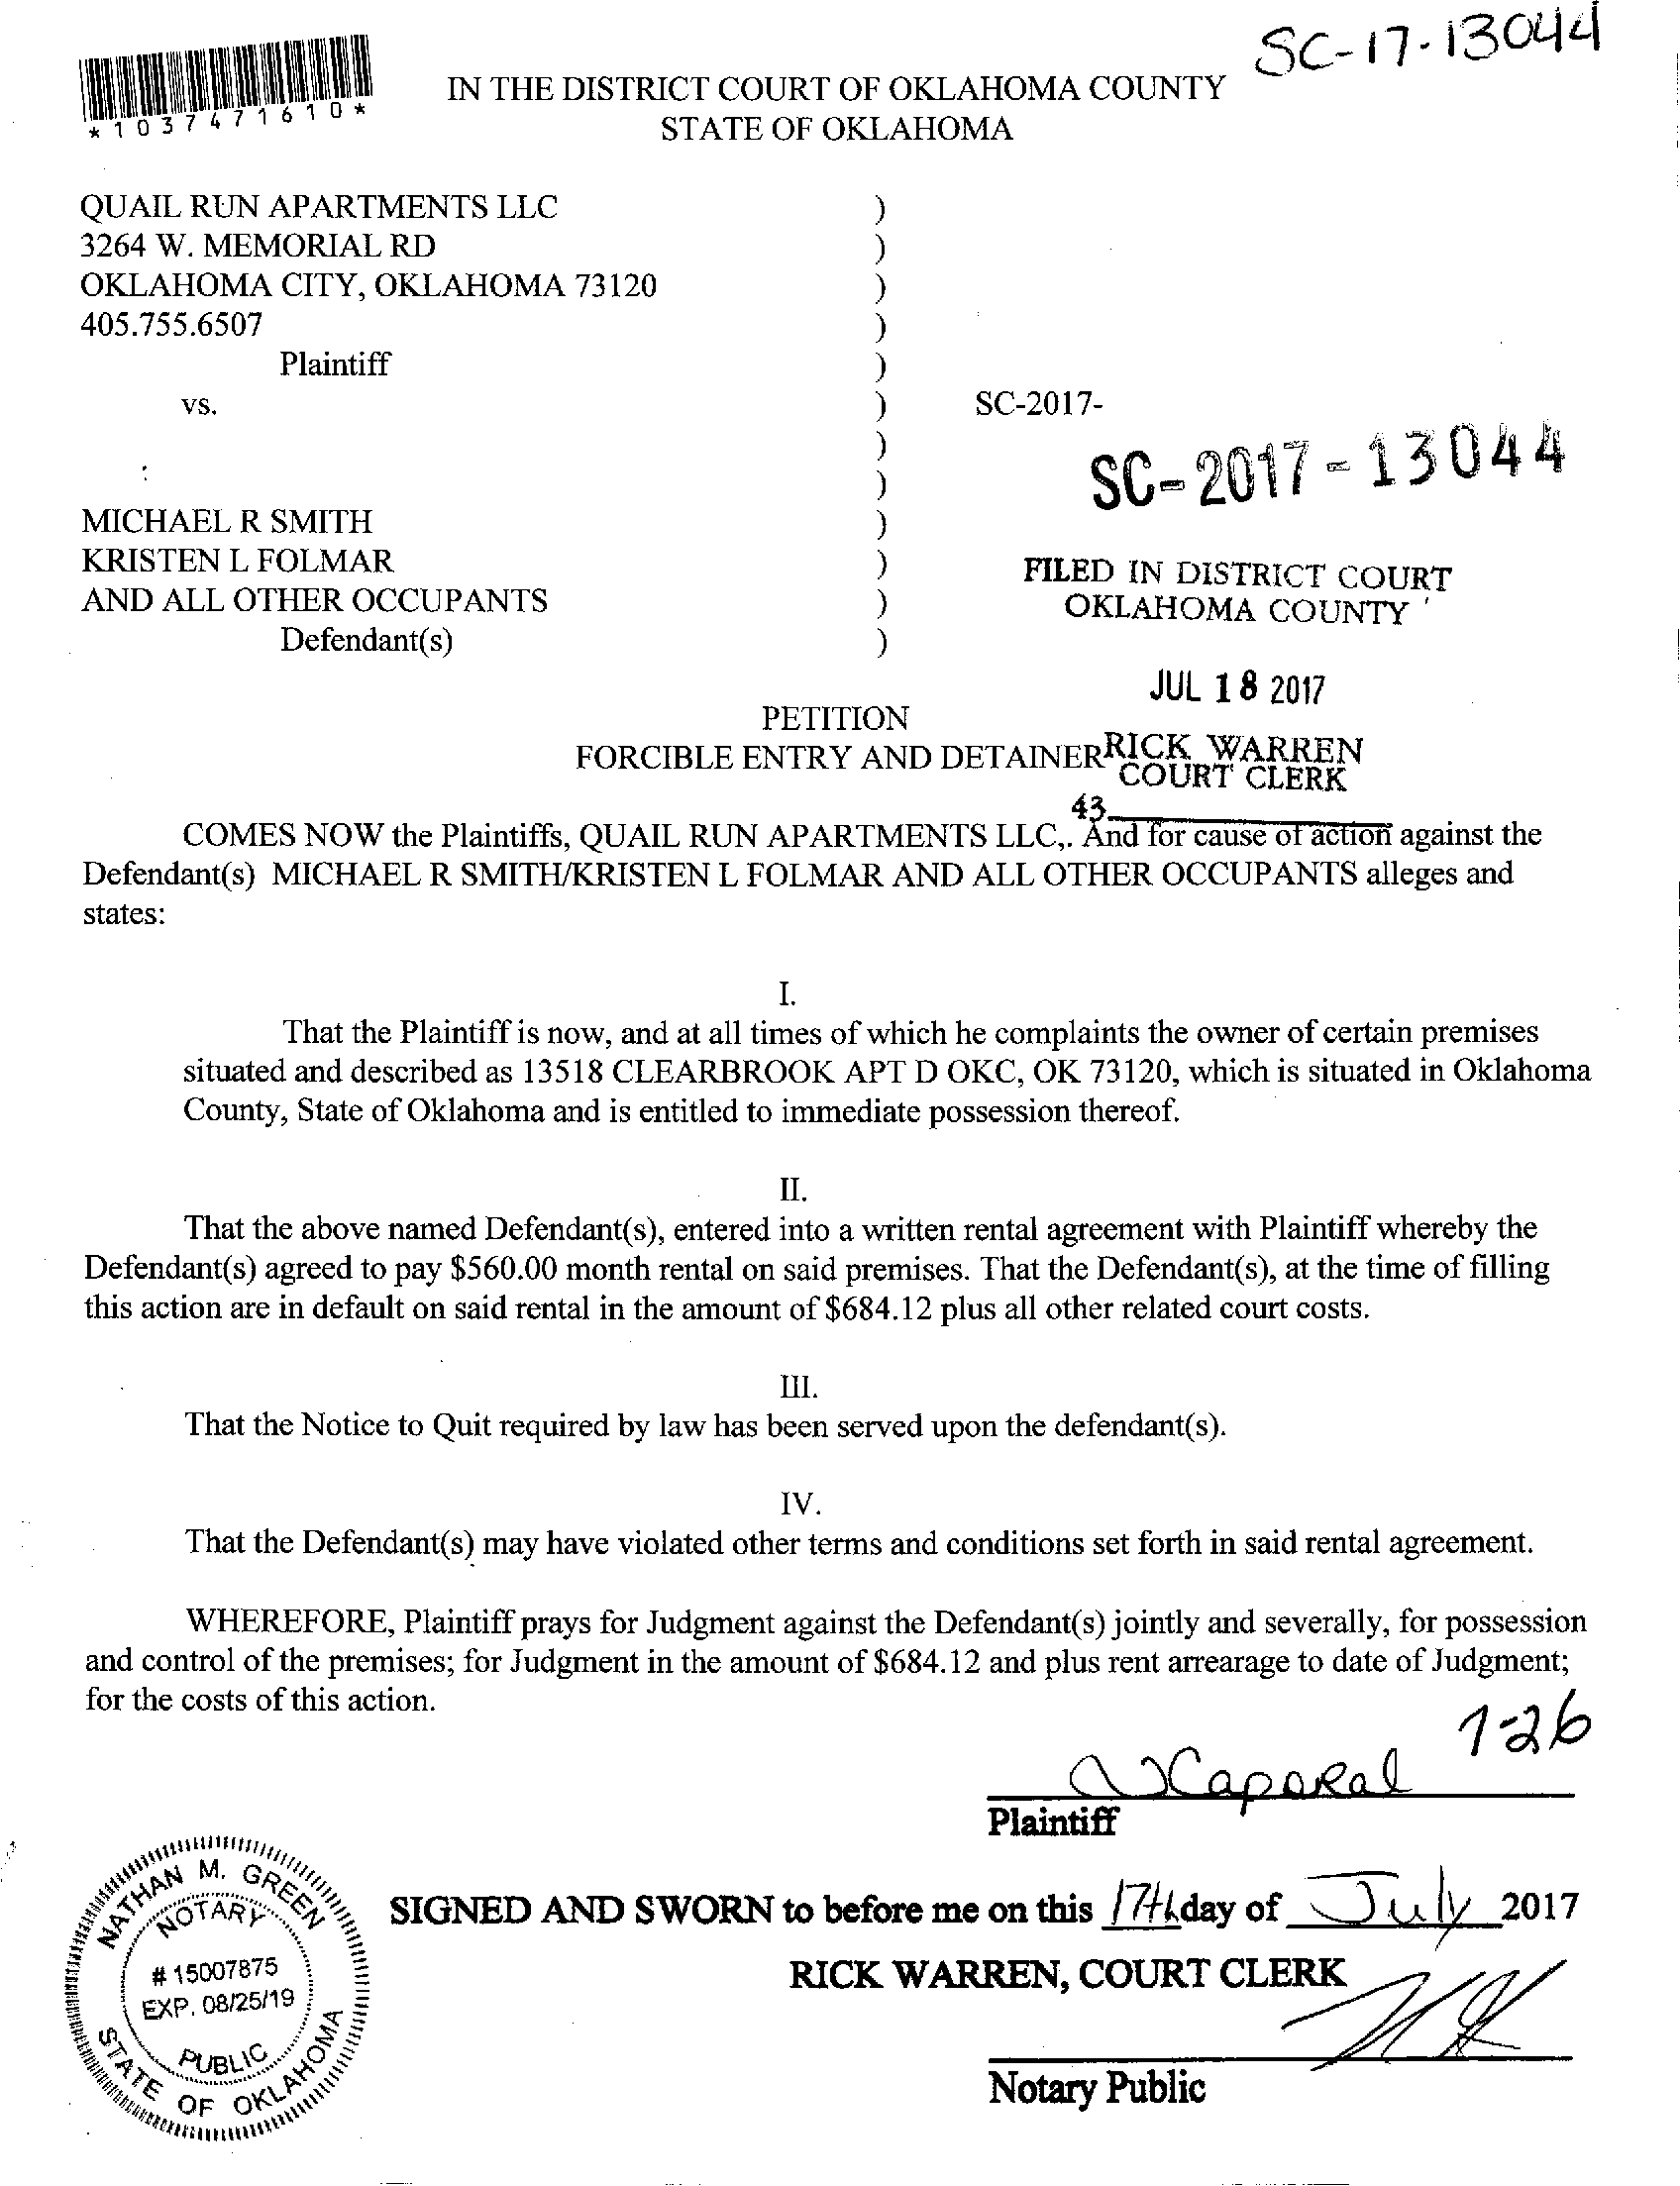 SC-17-13044
*1037471610*
IN THE DISTRICT COURT OF OKLAHOMA COUNTY
STATE OF OKLAHOMA
QUAIL RUN APARTMENTS LLC )
3264 W. MEMORIAL RD )
OKLAHOMA CITY, OKLAHOMA 73120 )
405.755.6507 )
Plaintiff )
vs. ) SC-2017-
)
: ) SC-2017-13044
MICHAEL R SMITH )
KRISTEN L FOLMAR ) FILED IN DISTRICT COURT
AND ALL OTHER OCCUPANTS ) OKLAHOMA COUNTY
Defendant(s) )
JUL 18 2017
PETITION
FORCIBLE ENTRY AND DETAINER RICK WARREN
COURT CLERK
43
COMES NOW the Plaintiffs, QUAIL RUN APARTMENTS LLC,. And for cause of action against the
Defendant(s) MICHAEL R SMITH/KRISTEN L FOLMAR AND ALL OTHER OCCUPANTS alleges and
states:
I.
That the Plaintiff is now, and at all times of which he complaints the owner of certain premises
situated and described as 13518 CLEARBROOK APT D OKC, OK 73120, which is situated in Oklahoma
County, State of Oklahoma and is entitled to immediate possession thereof.
II.
That the above named Defendant(s), entered into a written rental agreement with Plaintiff whereby the
Defendant(s) agreed to pay $560.00 month rental on said premises. That the Defendant(s), at the time of filling
this action are in default on said rental in the amount of $684.12 plus all other related court costs.
III.
That the Notice to Quit required by law has been served upon the defendant(s).
IV.
That the Defendant(s) may have violated other terms and conditions set forth in said rental agreement.
WHEREFORE, Plaintiff prays for Judgment against the Defendant(s) jointly and severally, for possession
and control of the premises; for Judgment in the amount of $684.12 and plus rent arrearage to date of Judgment;
for the costs of this action.
7-26
Caporal
Plaintiff
SIGNED AND SWORN to before me on this 17th day of July 2017
RICK WARREN, COURT CLERK
Notary Public
NATHAN M. GREEN
NOTARY
# 15007875
EXP. 08/25/19
PUBLIC
STATE OF OKLAHOMA